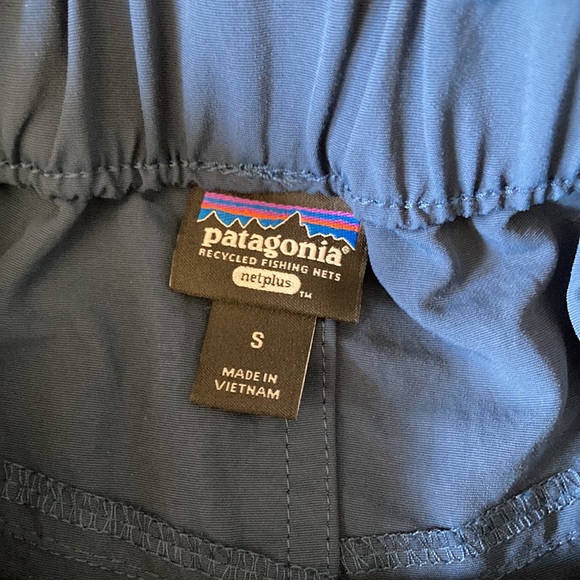 patagonia®
RECYCLED FISHING NETS
netplus
TM
S
MADE IN
VIETNAM